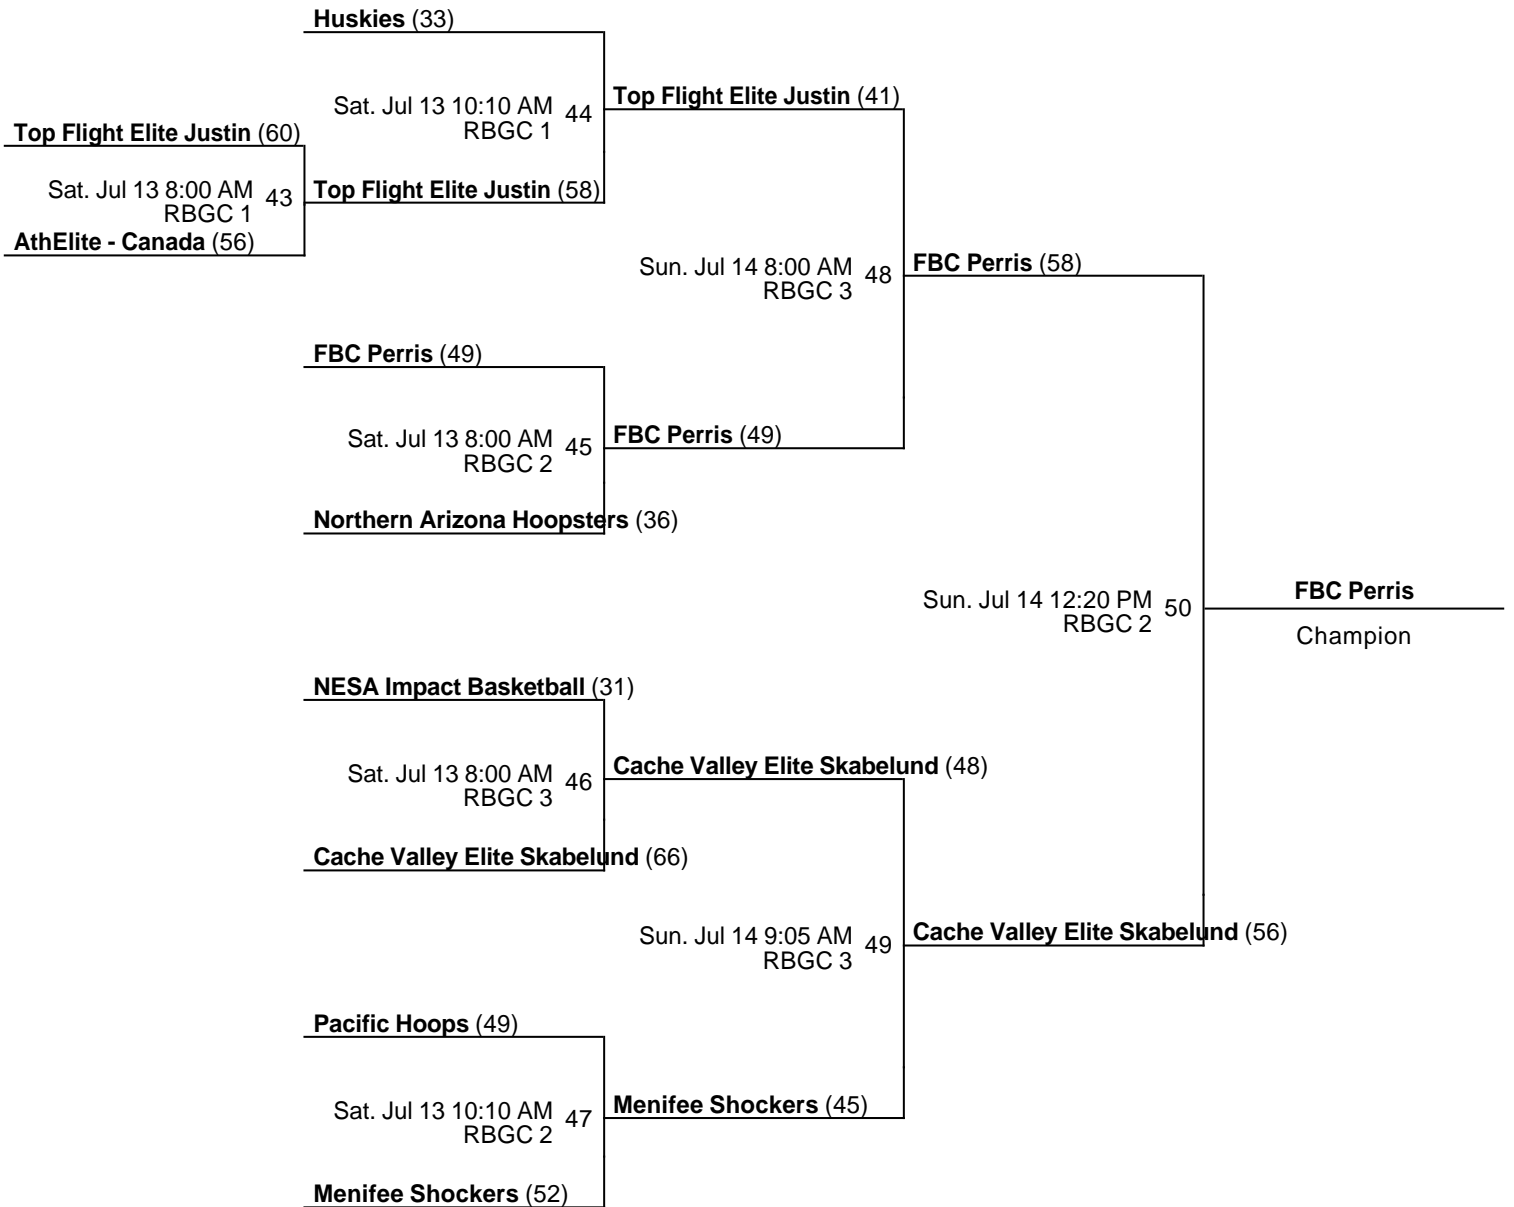 Huskies (33)
Sat. Jul 13 10:10 AM
RBGC 1
44
Top Flight Elite Justin (41)
Top Flight Elite Justin (60)
Sat. Jul 13 8:00 AM
RBGC 1
43
Top Flight Elite Justin (58)
AthElite - Canada (56)
Sun. Jul 14 8:00 AM
RBGC 3
48
FBC Perris (58)
FBC Perris (49)
Sat. Jul 13 8:00 AM
RBGC 2
45
FBC Perris (49)
Northern Arizona Hoopsters (36)
Sun. Jul 14 12:20 PM
RBGC 2
50
FBC Perris
Champion
NESA Impact Basketball (31)
Sat. Jul 13 8:00 AM
RBGC 3
46
Cache Valley Elite Skabelund (48)
Cache Valley Elite Skabelund (66)
Sun. Jul 14 9:05 AM
RBGC 3
49
Cache Valley Elite Skabelund (56)
Pacific Hoops (49)
Sat. Jul 13 10:10 AM
RBGC 2
47
Menifee Shockers (45)
Menifee Shockers (52)